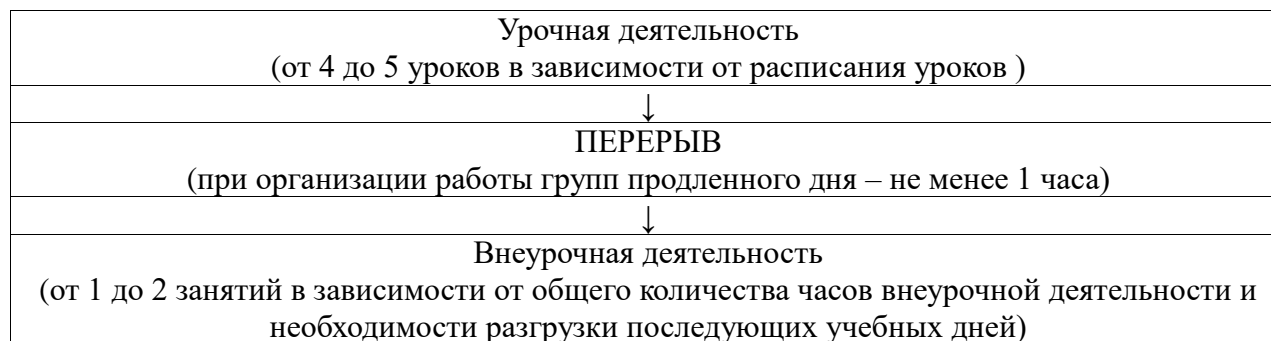 Урочная деятельность
(от 4 до 5 уроков в зависимости от расписания уроков )
↓
ПЕРЕРЫВ
(при организации работы групп продленного дня – не менее 1 часа)
↓
Внеурочная деятельность
(от 1 до 2 занятий в зависимости от общего количества часов внеурочной деятельности и
необходимости разгрузки последующих учебных дней)